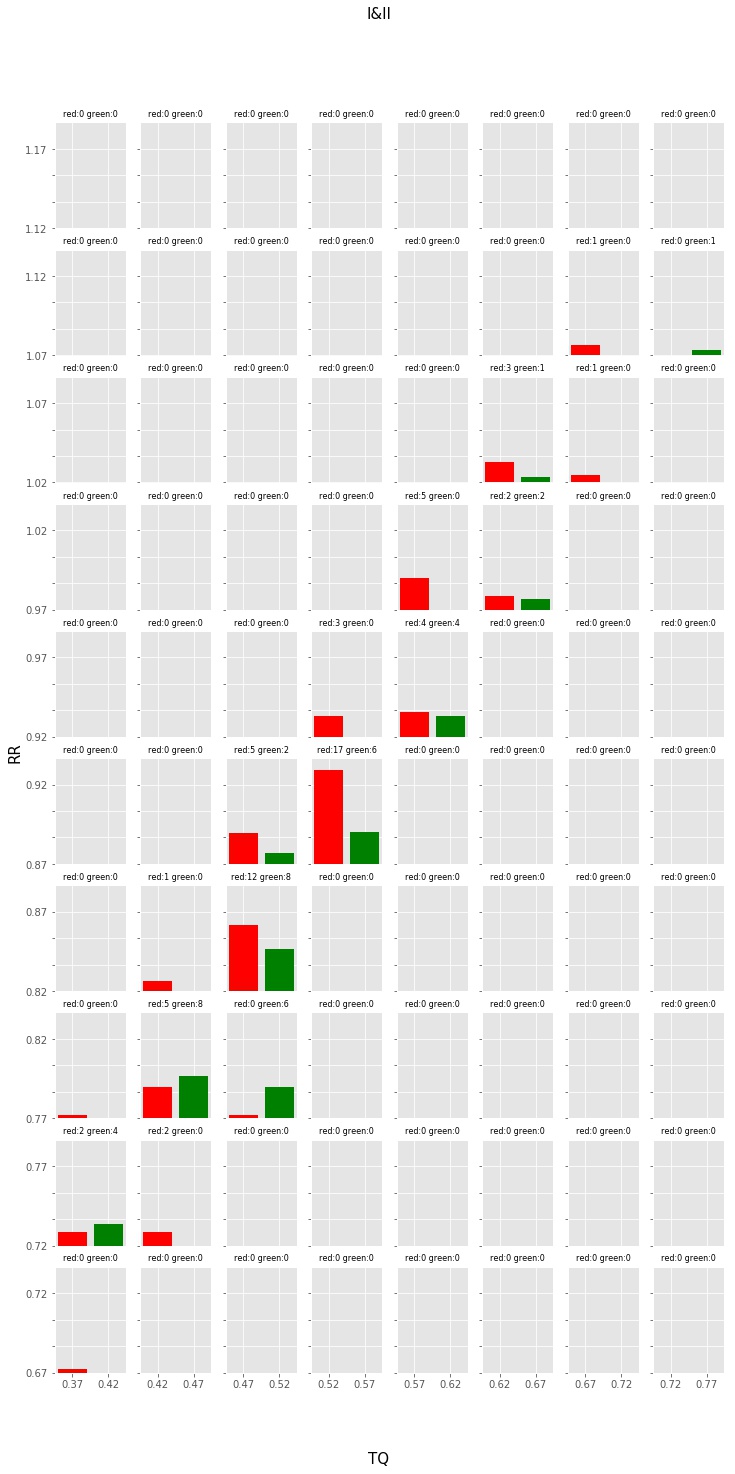 I&II
red:0 green:0 red:0 green:0 red:0 green:0 red:0 green:0 red:0 green:0 red:0 green:0 red:0 green:0 red:0 green:0
1.17
1.12
red:0 green:0 red:0 green:0 red:0 green:0 red:0 green:0 red:0 green:0 red:0 green:0 red:1 green:0 red:0 green:1
1.12
1.07
red:0 green:0 red:0 green:0 red:0 green:0 red:0 green:0 red:0 green:0 red:3 green:1 red:1 green:0 red:0 green:0
1.07
1.02
red:0 green:0 red:0 green:0 red:0 green:0 red:0 green:0 red:5 green:0 red:2 green:2 red:0 green:0 red:0 green:0
1.02
0.97
red:0 green:0 red:0 green:0 red:0 green:0 red:3 green:0 red:4 green:4 red:0 green:0 red:0 green:0 red:0 green:0
0.97
0.92
RR
red:0 green:0 red:0 green:0 red:5 green:2 red:17 green:6 red:0 green:0 red:0 green:0 red:0 green:0 red:0 green:0
0.92
0.87
red:0 green:0 red:1 green:0 red:12 green:8 red:0 green:0 red:0 green:0 red:0 green:0 red:0 green:0 red:0 green:0
0.87
0.82
red:0 green:0 red:5 green:8 red:0 green:6 red:0 green:0 red:0 green:0 red:0 green:0 red:0 green:0 red:0 green:0
0.82
0.77
red:2 green:4 red:2 green:0 red:0 green:0 red:0 green:0 red:0 green:0 red:0 green:0 red:0 green:0 red:0 green:0
0.77
0.72
red:0 green:0 red:0 green:0 red:0 green:0 red:0 green:0 red:0 green:0 red:0 green:0 red:0 green:0 red:0 green:0
0.72
0.67
0.37 0.42 0.42 0.47 0.47 0.52 0.52 0.57 0.57 0.62 0.62 0.67 0.67 0.72 0.72 0.77
TQ